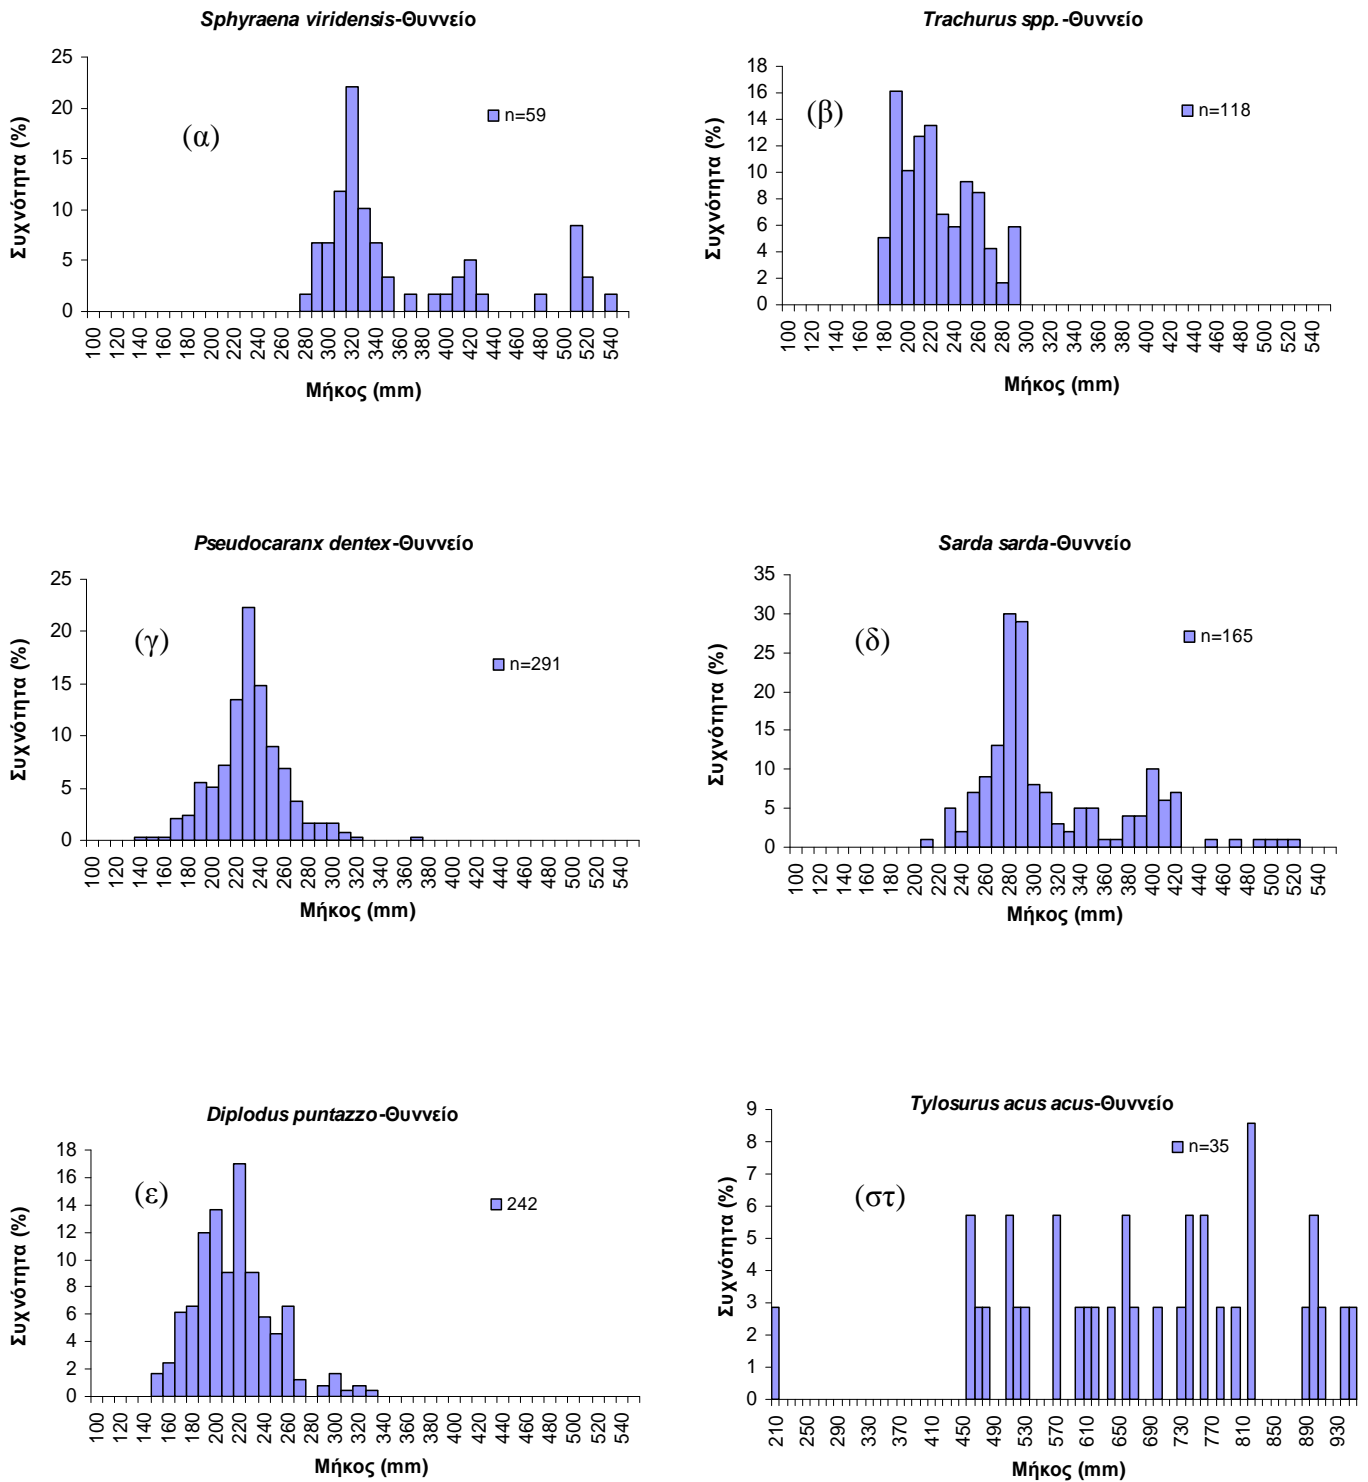 Sphyraena viridensis-Θυννείο
25
20
15
10
5
0
Συχνότητα (%)
(α)
n=59
100 120 140 160 180 200 220 240 260 280 300 320 340 360 380 400 420 440 460 480 500 520 540
Μήκος (mm)
Trachurus spp.-Θυννείο
18
16
14
12
10
8
6
4
2
0
Συχνότητα (%)
(β)
n=118
100 120 140 160 180 200 220 240 260 280 300 320 340 360 380 400 420 440 460 480 500 520 540
Μήκος (mm)
Pseudocaranx dentex-Θυννείο
25
20
15
10
5
0
Συχνότητα (%)
(γ)
n=291
100 120 140 160 180 200 220 240 260 280 300 320 340 360 380 400 420 440 460 480 500 520 540
Μήκος (mm)
Sarda sarda-Θυννείο
35
30
25
20
15
10
5
0
Συχνότητα (%)
(δ)
n=165
100 120 140 160 180 200 220 240 260 280 300 320 340 360 380 400 420 440 460 480 500 520 540
Μήκος (mm)
Diplodus puntazzo-Θυννείο
18
16
14
12
10
8
6
4
2
0
Συχνότητα (%)
(ε)
242
100 120 140 160 180 200 220 240 260 280 300 320 340 360 380 400 420 440 460 480 500 520 540
Μήκος (mm)
Tylosurus acus acus-Θυννείο
9
8
7
6
5
4
3
2
1
0
Συχνότητα (%)
(στ)
n=35
210 250 290 330 370 410 450 490 530 570 610 650 690 730 770 810 850 890 930
Μήκος (mm)